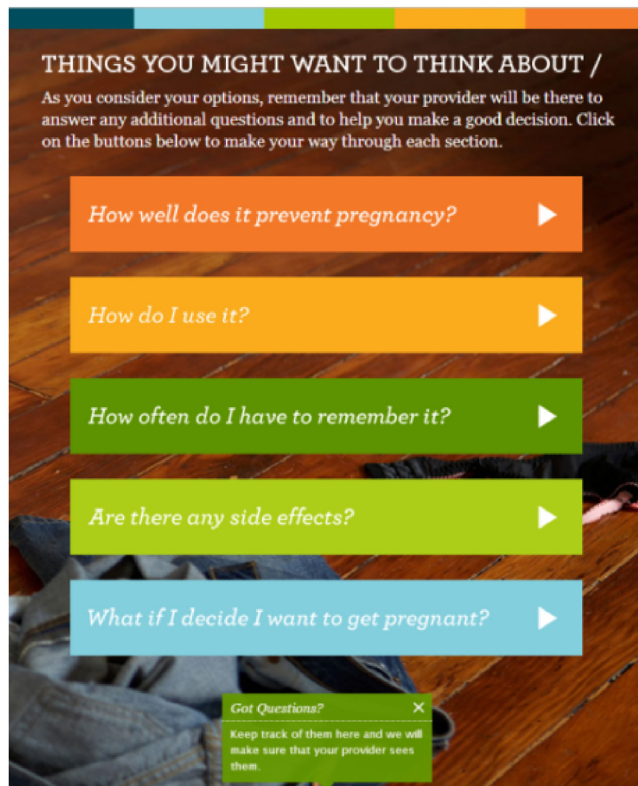 THINGS YOU MIGHT WANT TO THINK ABOUT /
As you consider your options, remember that your provider will be there to
answer any additional questions and to help you make a good decision. Click
on the buttons below to make your way through each section.
How well does it prevent pregnancy?
How do I use it?
How often do I have to remember it?
Are there any side effects?
What if I decide I want to get pregnant?
Got Questions?
Keep track of them here and we will
make sure that your provider sees
them.